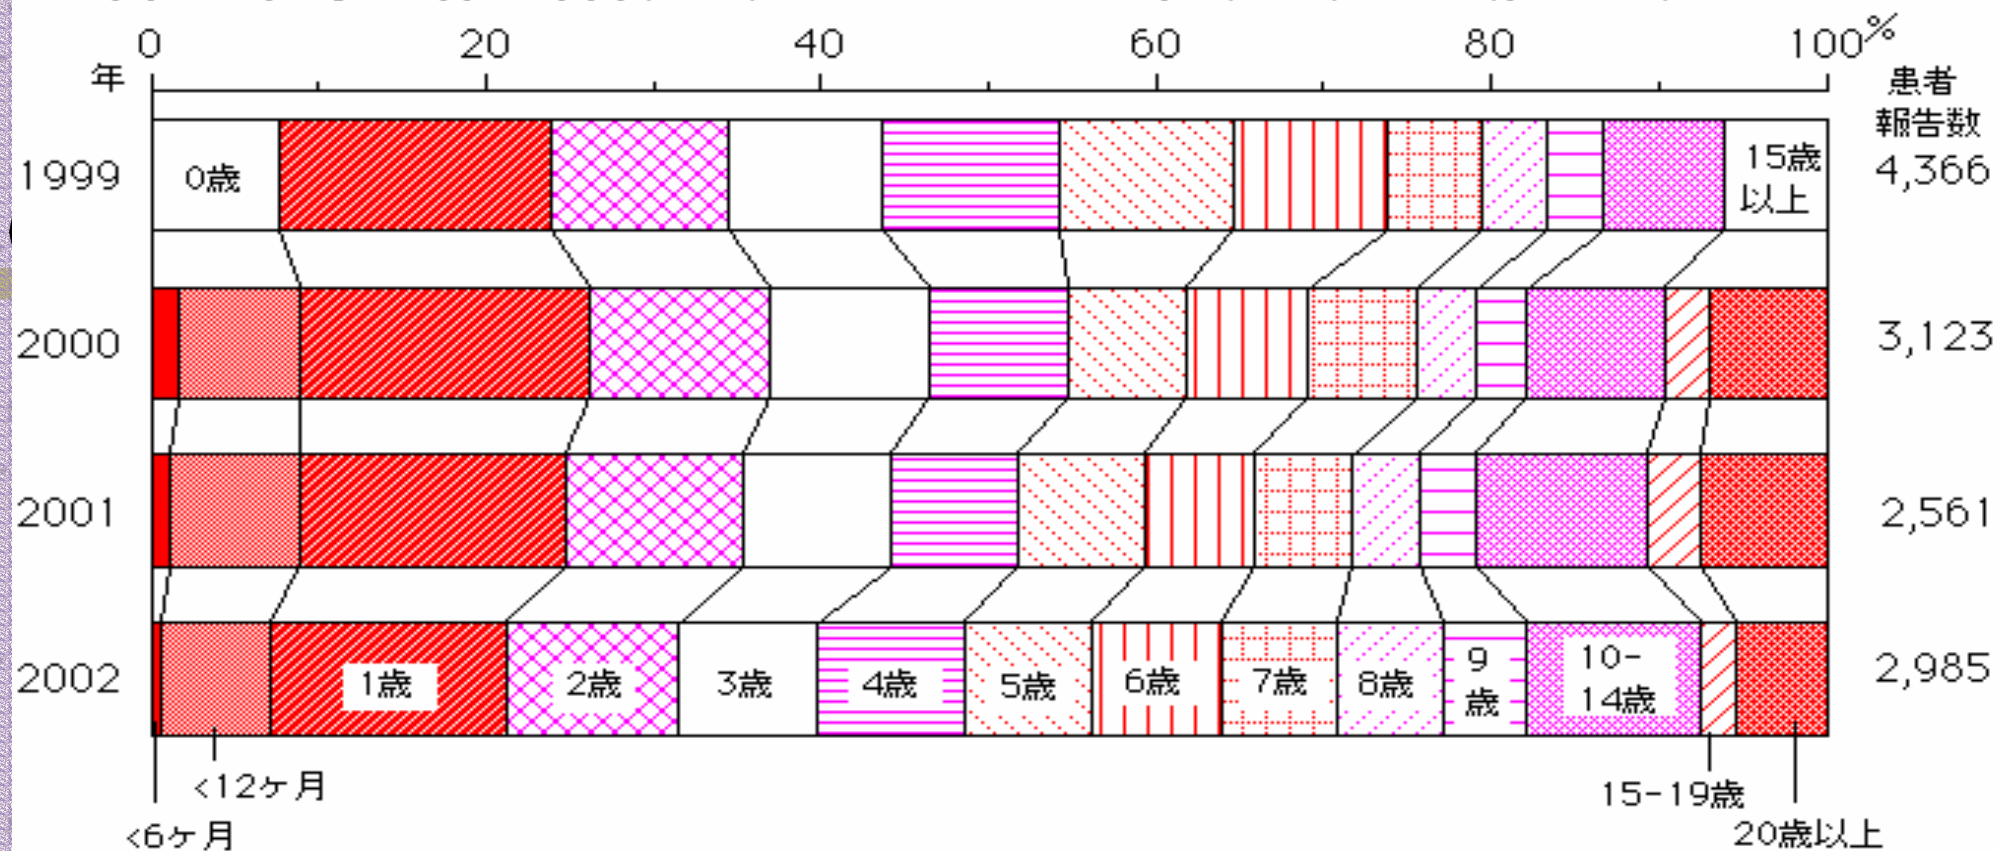 0 20 40 60 80 100%
年
患者
報告数
1999 0歳 15歳 4,366
以上
2000 3,123
2001 2,561
2002 1歳 2歳 3歳 4歳 5歳 6歳 7歳 8歳 9歳 10-14歳 2,985
<12ヶ月
<6ヶ月
15-19歳
20歳以上